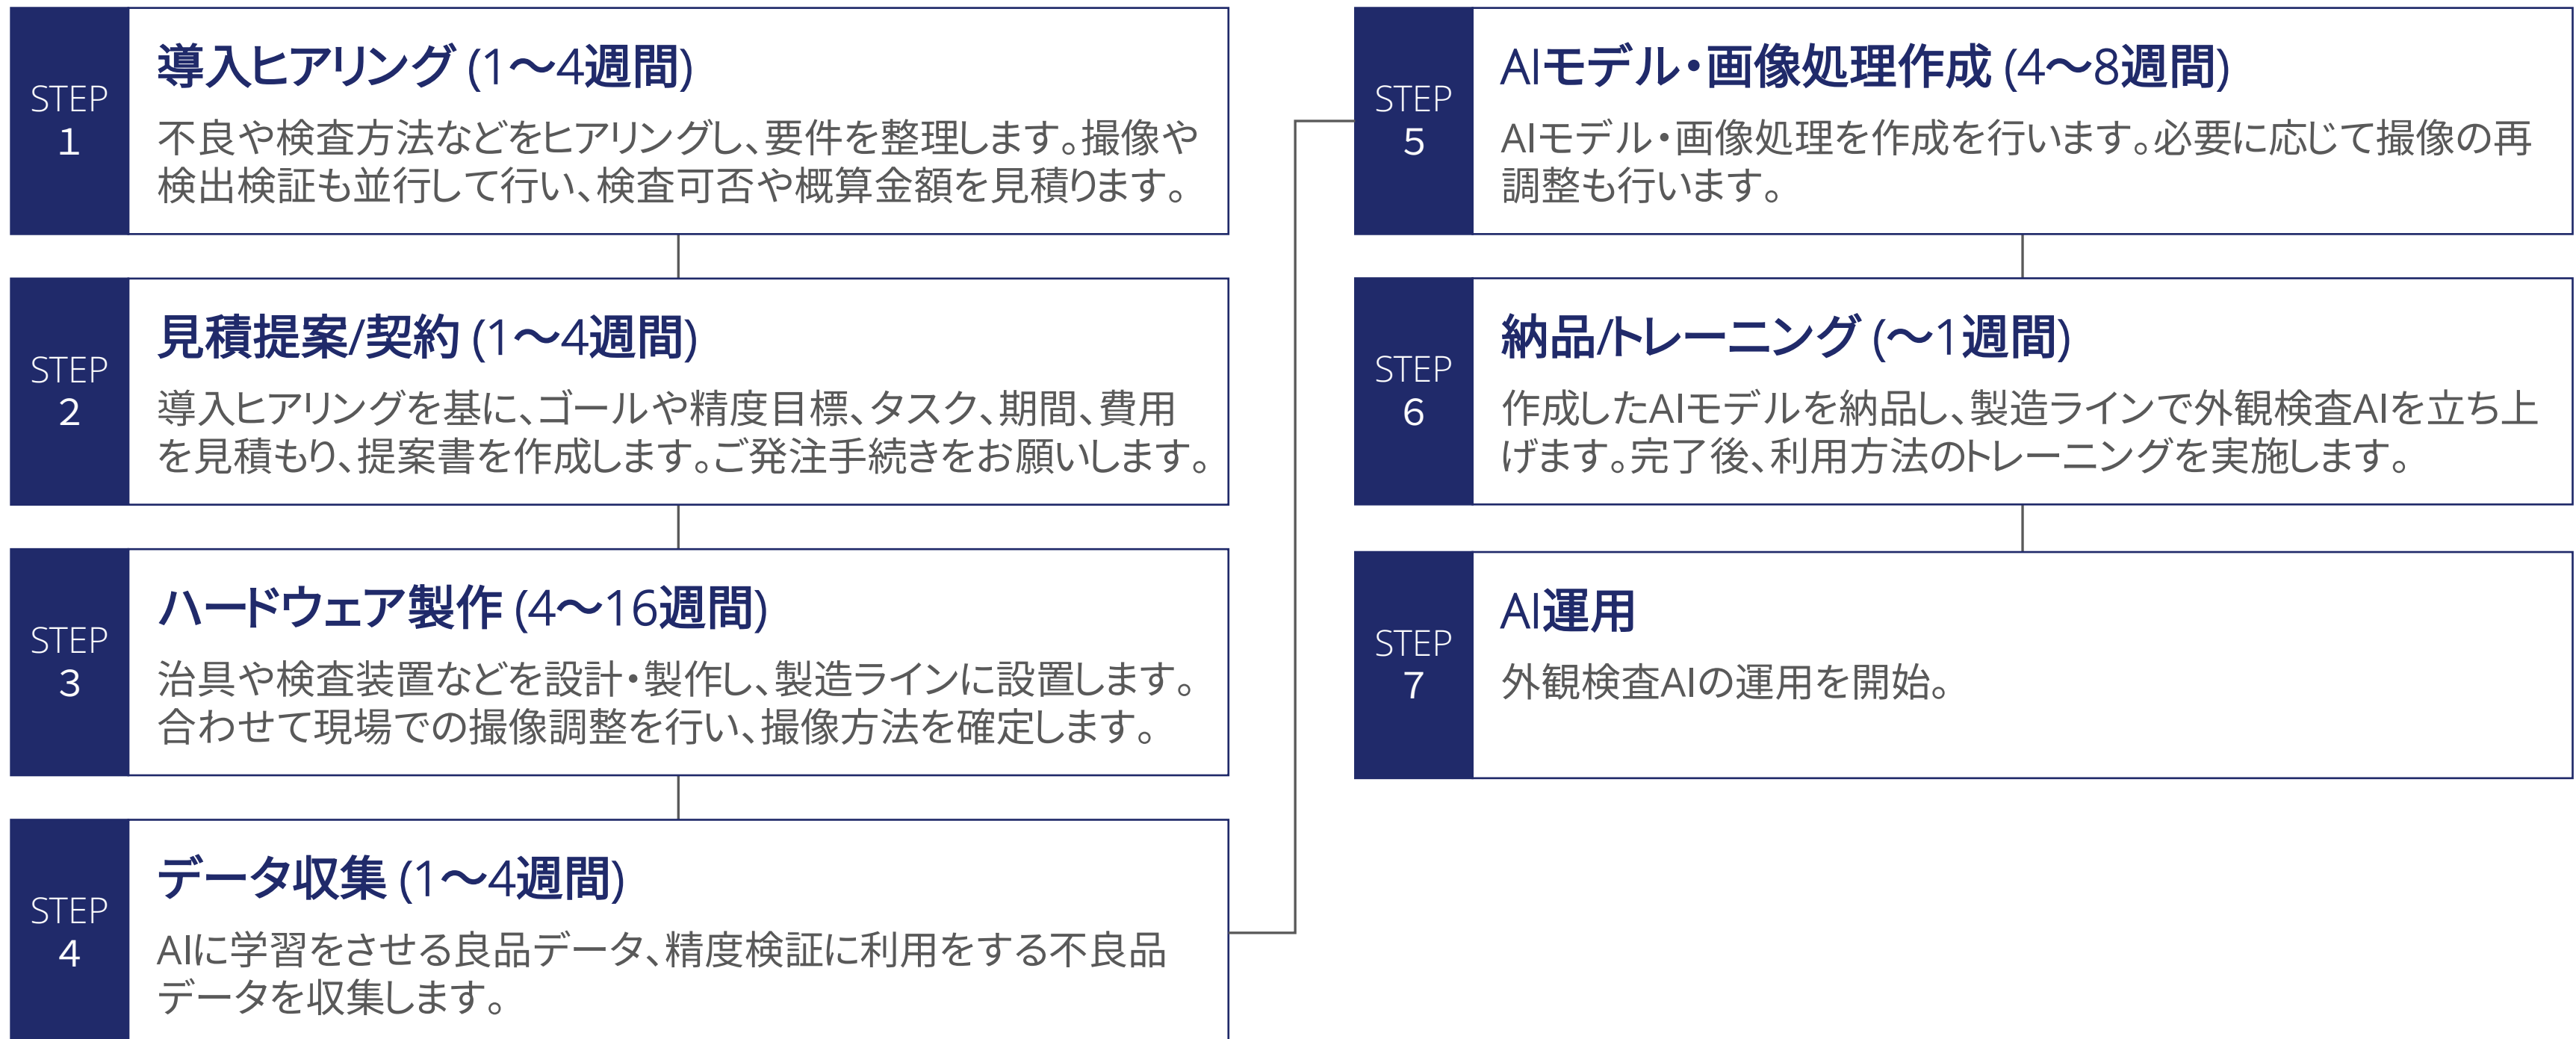 STEP
1
導入ヒアリング (1〜4週間)
不良や検査方法などをヒアリングし、要件を整理します。撮像や
検出検証も並行して行い、検査可否や概算金額を見積ります。
STEP
2
見積提案/契約 (1〜4週間)
導入ヒアリングを基に、ゴールや精度目標、タスク、期間、費用
を見積もり、提案書を作成します。ご発注手続きをお願いします。
STEP
3
ハードウェア製作 (4〜16週間)
治具や検査装置などを設計・製作し、製造ラインに設置します。
合わせて現場での撮像調整を行い、撮像方法を確定します。
STEP
4
データ収集 (1〜4週間)
AIに学習をさせる良品データ、精度検証に利用をする不良品
データを収集します。
STEP
5
AIモデル・画像処理作成 (4〜8週間)
AIモデル・画像処理を作成を行います。必要に応じて撮像の再
調整も行います。
STEP
6
納品/トレーニング (〜1週間)
作成したAIモデルを納品し、製造ラインで外観検査AIを立ち上
げます。完了後、利用方法のトレーニングを実施します。
STEP
7
AI運用
外観検査AIの運用を開始。